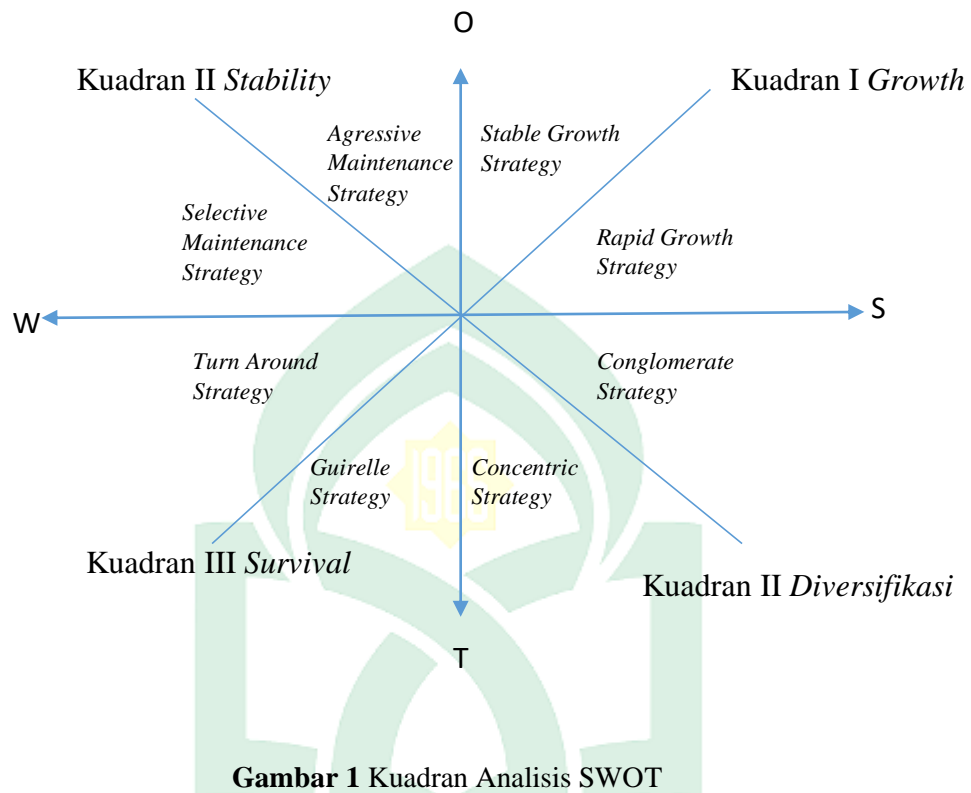 O
Kuadran II Stability
Kuadran I Growth
Agressive
Maintenance
Strategy
Stable Growth
Strategy
Selective
Maintenance
Strategy
Rapid Growth
Strategy
W
S
Turn Around
Strategy
Conglomerate
Strategy
Guirelle
Strategy
Concentric
Strategy
1965
Kuadran III Survival
Kuadran II Diversifikasi
T
Gambar 1 Kuadran Analisis SWOT